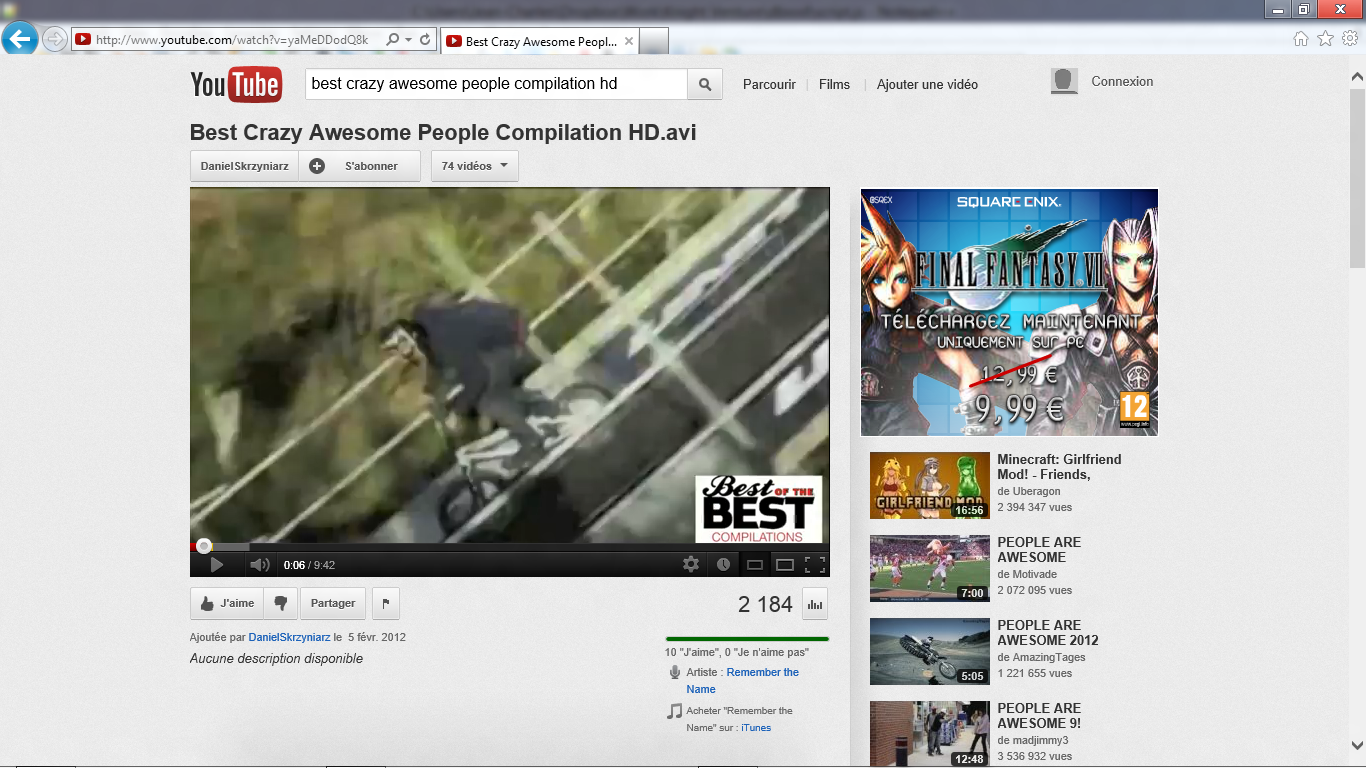 http://www.youtube.com/watch?v=yaMeDDodQ8k
Best Crazy Awesome Peopl...
YouTube
best crazy awesome people compilation hd
Parcourir
Films
Ajouter une vidéo
Connexion
Best Crazy Awesome People Compilation HD.avi
DanielSkrzyniarz
S'abonner
74 vidéos
BEST OF THE
BEST
COMPILATIONS
0:06 / 9:42
J'aime
Partager
2 184
Ajoutée par DanielSkrzyniarz le 5 févr. 2012
Aucune description disponible
10 "J'aime", 0 "Je n'aime pas"
Artiste : Remember the
Name
Acheter "Remember the
Name" sur : iTunes
©SQEX
SQUARE ENIX.
FINAL FANTASY VII
TÉLÉCHARGEZ MAINTENANT
UNIQUEMENT SUR PC
12,99 €
9,99 €
12
www.pegi.info
GIRLFRIEND MOD
16:56
Minecraft: Girlfriend
Mod! - Friends,
de Uberagon
2 394 347 vues
7:00
PEOPLE ARE
AWESOME
de Motivade
2 072 095 vues
5:05
PEOPLE ARE
AWESOME 2012
de AmazingTages
1 221 655 vues
12:48
PEOPLE ARE
AWESOME 9!
de madjimmy3
3 536 932 vues